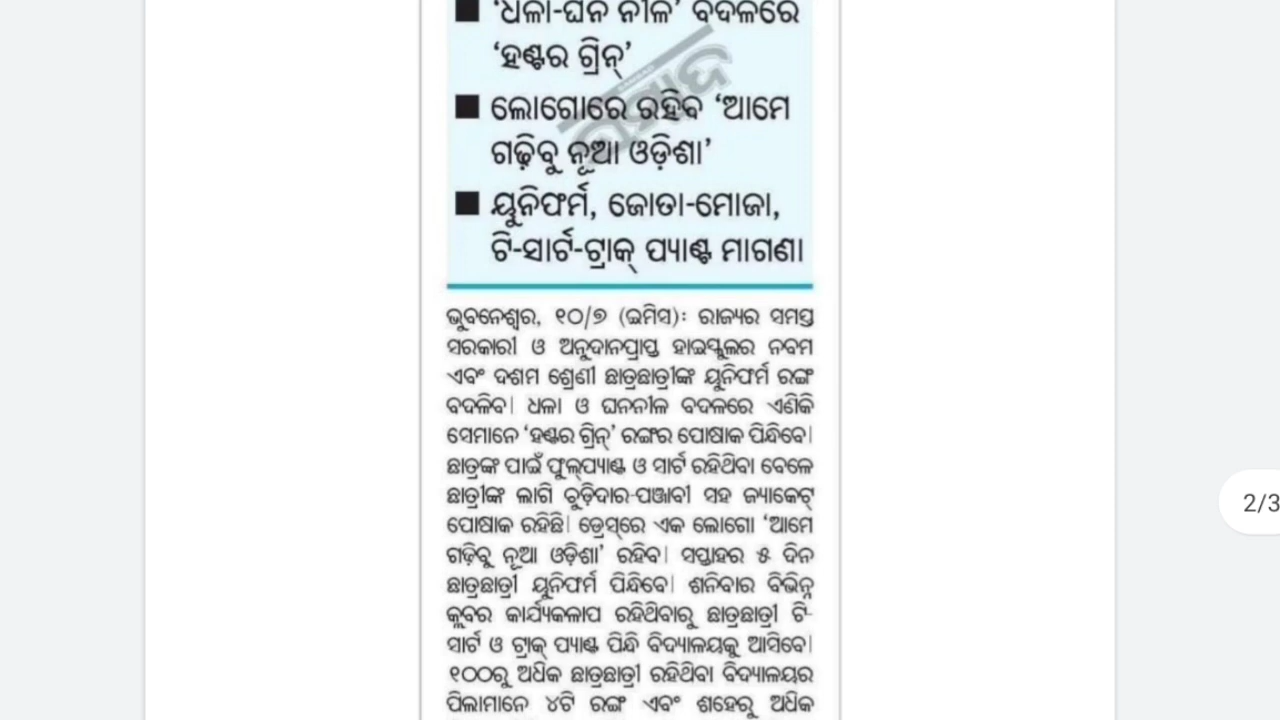 ■ ‘ଧଳା-ଘନ ନୀଳ’ ବଦଳରେ
‘ହଣ୍ଟର ଗ୍ରିନ୍’
■ ଲୋଗୋରେ ରହିବ ‘ଆମେ
ଗଢ଼ିବୁ ନୂଆ ଓଡ଼ିଶା’
■ ୟୁନିଫର୍ମ, ଜୋତା-ମୋଜା,
ଟି-ସାର୍ଟ-ଟ୍ରାକ୍ ପ୍ୟାଣ୍ଟ ମାଗଣା
ଭୁବନେଶ୍ୱର, ୧୦/୭ (ଇମିସ): ରାଜ୍ୟର ସମସ୍ତ
ସରକାରୀ ଓ ଅନୁଦାନପ୍ରାପ୍ତ ହାଇସ୍କୁଲର ନବମ
ଏବଂ ଦଶମ ଶ୍ରେଣୀ ଛାତ୍ରଛାତ୍ରୀଙ୍କ ୟୁନିଫର୍ମ ରଙ୍ଗ
ବଦଳିବ। ଧଳା ଓ ଘନନୀଳ ବଦଳରେ ଏଣିକି
ସେମାନେ ‘ହଣ୍ଟର ଗ୍ରିନ୍’ ରଙ୍ଗର ପୋଷାକ ପିନ୍ଧିବେ।
ଛାତ୍ରଙ୍କ ପାଇଁ ଫୁଲ୍‌ପ୍ୟାଣ୍ଟ ଓ ସାର୍ଟ ରହିଥିବା ବେଳେ
ଛାତ୍ରୀଙ୍କ ଲାଗି ଚୁଡ଼ିଦାର-ପଞ୍ଜାବୀ ସହ ଜ୍ୟାକେଟ୍
ପୋଷାକ ରହିଛି। ଡ୍ରେସ୍‌ରେ ଏକ ଲୋଗୋ ‘ଆମେ
ଗଢ଼ିବୁ ନୂଆ ଓଡ଼ିଶା’ ରହିବ। ସପ୍ତାହର ୫ ଦିନ
ଛାତ୍ରଛାତ୍ରୀ ୟୁନିଫର୍ମ ପିନ୍ଧିବେ। ଶନିବାର ବିଭିନ୍ନ
କ୍ଲବର କାର୍ଯ୍ୟକଳାପ ରହିଥିବାରୁ ଛାତ୍ରଛାତ୍ରୀ ଟି-
ସାର୍ଟ ଓ ଟ୍ରାକ୍ ପ୍ୟାଣ୍ଟ ପିନ୍ଧି ବିଦ୍ୟାଳୟକୁ ଆସିବେ।
୧୦୦ରୁ ଅଧିକ ଛାତ୍ରଛାତ୍ରୀ ରହିଥିବା ବିଦ୍ୟାଳୟର
ପିଲାମାନେ ୪ଟି ରଙ୍ଗ ଏବଂ ଶହେରୁ ଅଧିକ
2/3